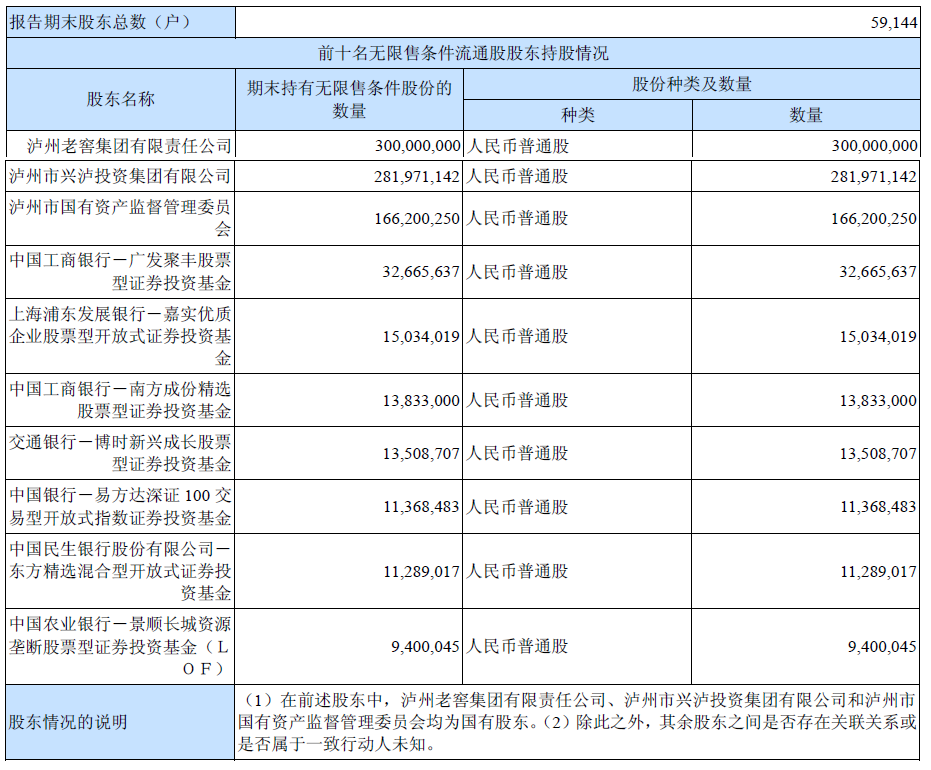 报告期末股东总数（户） 59,144
前十名无限售条件流通股股东持股情况
股东名称
期末持有无限售条件股份的
数量
股份种类及数量
种类 数量
泸州老窖集团有限责任公司 300,000,000 人民币普通股 300,000,000
泸州市兴泸投资集团有限公司 281,971,142 人民币普通股 281,971,142
泸州市国有资产监督管理委员
会
166,200,250 人民币普通股 166,200,250
中国工商银行－广发聚丰股票
型证券投资基金
32,665,637 人民币普通股 32,665,637
上海浦东发展银行－嘉实优质
企业股票型开放式证券投资基
金
15,034,019 人民币普通股 15,034,019
中国工商银行－南方成份精选
股票型证券投资基金
13,833,000 人民币普通股 13,833,000
交通银行－博时新兴成长股票
型证券投资基金
13,508,707 人民币普通股 13,508,707
中国银行－易方达深证 100 交
易型开放式指数证券投资基金
11,368,483 人民币普通股 11,368,483
中国民生银行股份有限公司－
东方精选混合型开放式证券投
资基金
11,289,017 人民币普通股 11,289,017
中国农业银行－景顺长城资源
垄断股票型证券投资基金（Ｌ
ＯＦ）
9,400,045 人民币普通股 9,400,045
股东情况的说明
（1）在前述股东中，泸州老窖集团有限责任公司、泸州市兴泸投资集团有限公司和泸州市
国有资产监督管理委员会均为国有股东。（2）除此之外，其余股东之间是否存在关联关系或
是否属于一致行动人未知。